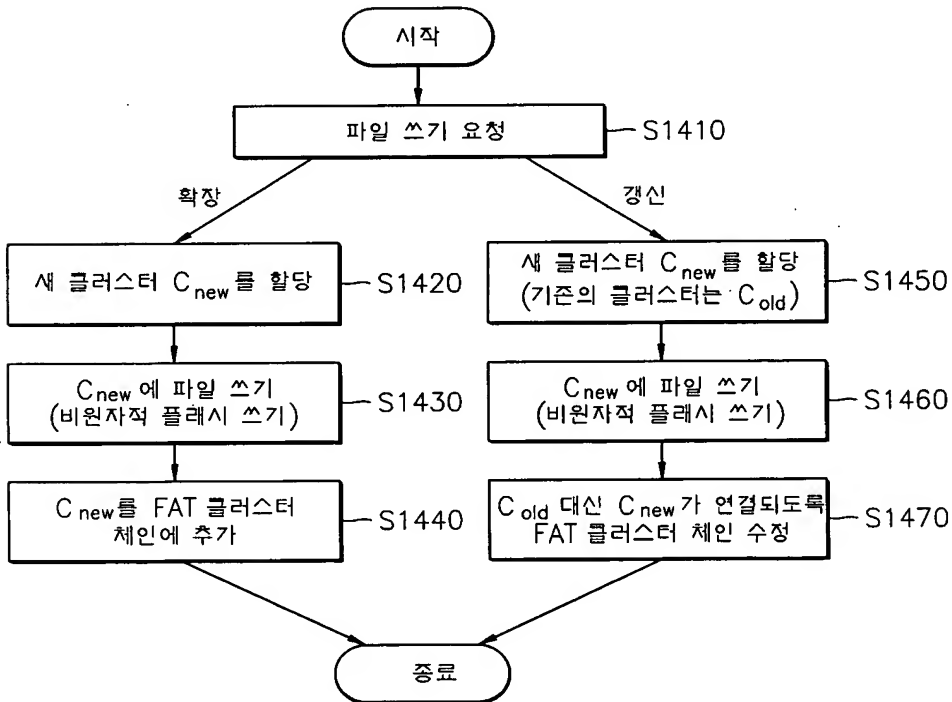 시작
파일 쓰기 요청
S1410
확장
갱신
새 클러스터 Cnew를 할당
S1420
새 클러스터 Cnew를 할당
(기존의 클러스터는 Cold)
S1450
Cnew에 파일 쓰기
(비원자적 플래시 쓰기)
S1430
Cnew에 파일 쓰기
(비원자적 플래시 쓰기)
S1460
Cnew를 FAT 클러스터
체인에 추가
S1440
Cold 대신 Cnew가 연결되도록
FAT 클러스터 체인 수정
S1470
종료